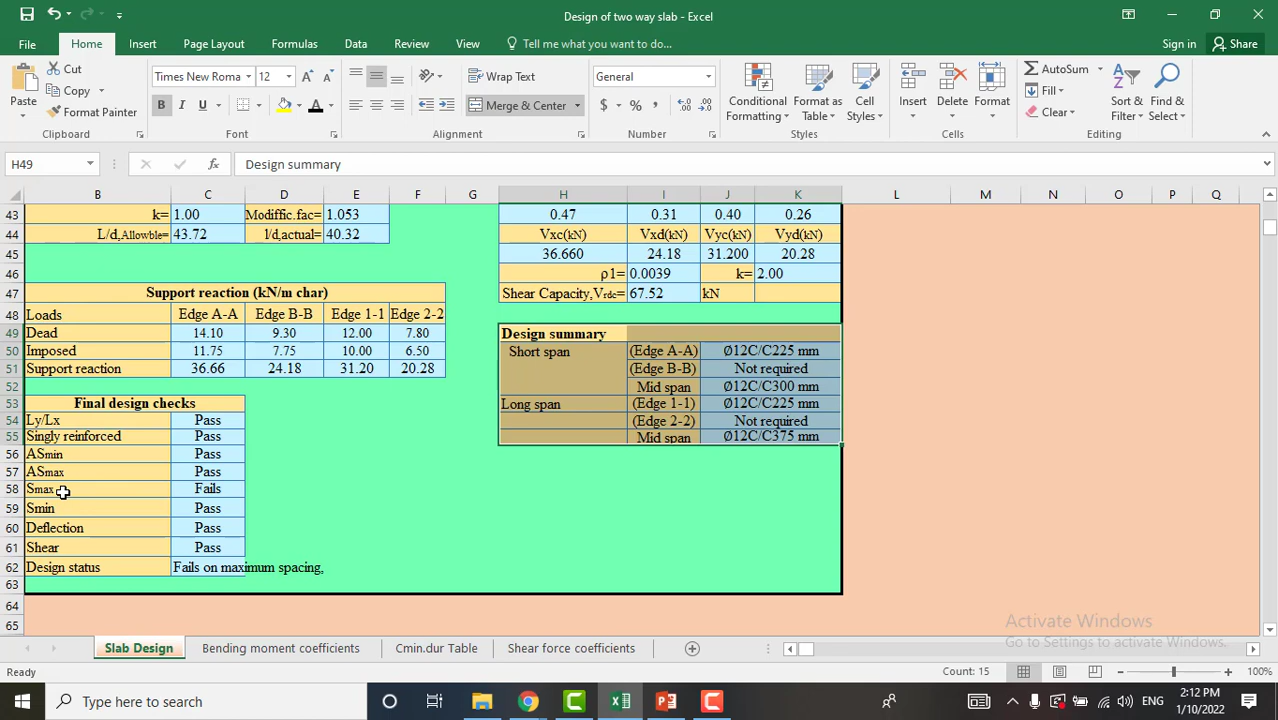 Design of two way slab - Excel
File Home Insert Page Layout Formulas Data Review View Tell me what you want to do... Sign in Share
Paste Cut Copy Format Painter Clipboard
Times New Roma 12 B I U A Font
Wrap Text Merge & Center Alignment
General $ % , Number
Conditional Formatting Format as Table Cell Styles Styles
Insert Delete Format Cells
AutoSum Fill Clear Sort & Filter Find & Select Editing
H49 fx Design summary
B C D E F G H I J K L M N O P Q
43 k= 1.00 Modiffic.fac= 1.053 0.47 0.31 0.40 0.26
44 L/d,Allowble= 43.72 l/d,actual= 40.32 Vxc(kN) Vxd(kN) Vyc(kN) Vyd(kN)
45 36.660 24.18 31.200 20.28
46 ρ1= 0.0039 k= 2.00
47 Support reaction (kN/m char) Shear Capacity,Vrdc= 67.52 kN
48 Loads Edge A-A Edge B-B Edge 1-1 Edge 2-2
49 Dead 14.10 9.30 12.00 7.80 Design summary
50 Imposed 11.75 7.75 10.00 6.50 Short span (Edge A-A) Ø12C/C225 mm
51 Support reaction 36.66 24.18 31.20 20.28 (Edge B-B) Not required
52 Mid span Ø12C/C300 mm
53 Final design checks Long span (Edge 1-1) Ø12C/C225 mm
54 Ly/Lx Pass (Edge 2-2) Not required
55 Singly reinforced Pass Mid span Ø12C/C375 mm
56 ASmin Pass
57 ASmax Pass
58 Smax Fails
59 Smin Pass
60 Deflection Pass
61 Shear Pass
62 Design status Fails on maximum spacing,
63
64
65
Activate Windows
Go to Settings to activate Windows.
Slab Design Bending moment coefficients Cmin.dur Table Shear force coefficients
Ready Count: 15 100%
Type here to search ENG 2:12 PM
1/10/2022